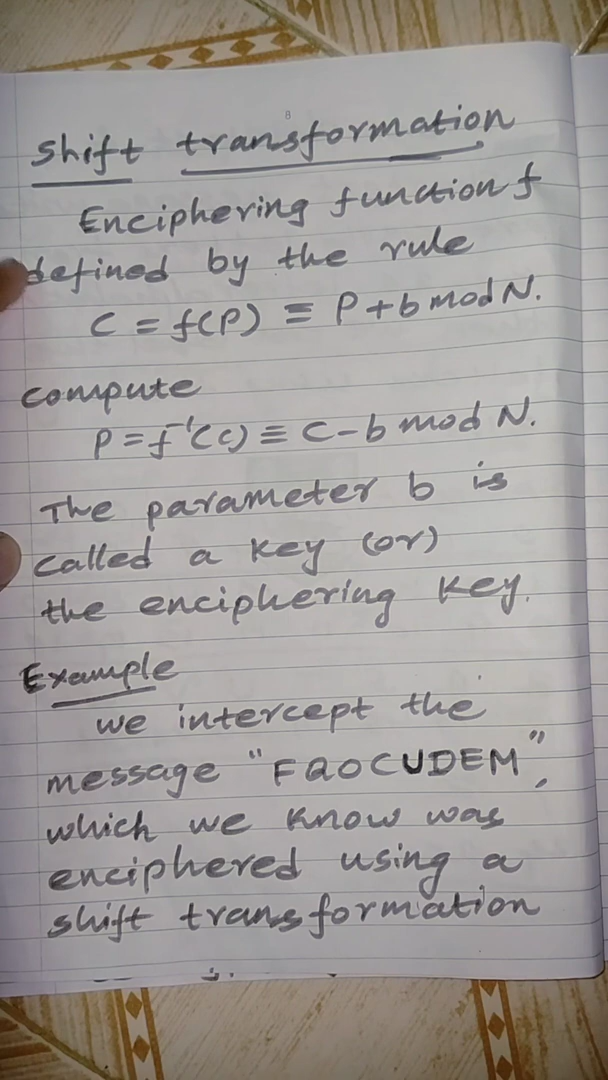 8
Shift transformation
Enciphering function f
defined by the rule
C = f(P) ≡ P + b mod N.
compute
P = f⁻¹(C) ≡ C - b mod N.
The parameter b is
called a key (or)
the enciphering key.
Example
we intercept the
message "FQOCUDEM",
which we know was
enciphered using a
shift transformation